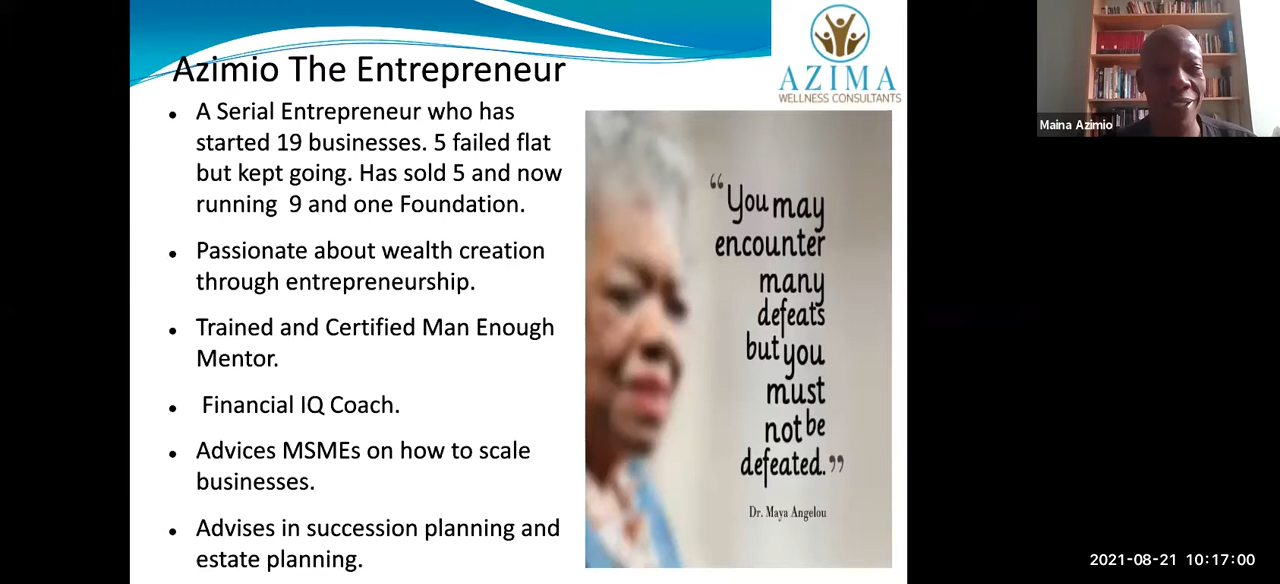 Azimio The Entrepreneur
• A Serial Entrepreneur who has
started 19 businesses. 5 failed flat
but kept going. Has sold 5 and now
running 9 and one Foundation.
• Passionate about wealth creation
through entrepreneurship.
• Trained and Certified Man Enough
Mentor.
• Financial IQ Coach.
• Advices MSMEs on how to scale
businesses.
• Advises in succession planning and
estate planning.
AZIMA
WELLNESS CONSULTANTS
“You may
encounter
many
defeats
but you
must
not be
defeated.”
Dr. Maya Angelou
Maina Azimio
2021-08-21 10:17:00